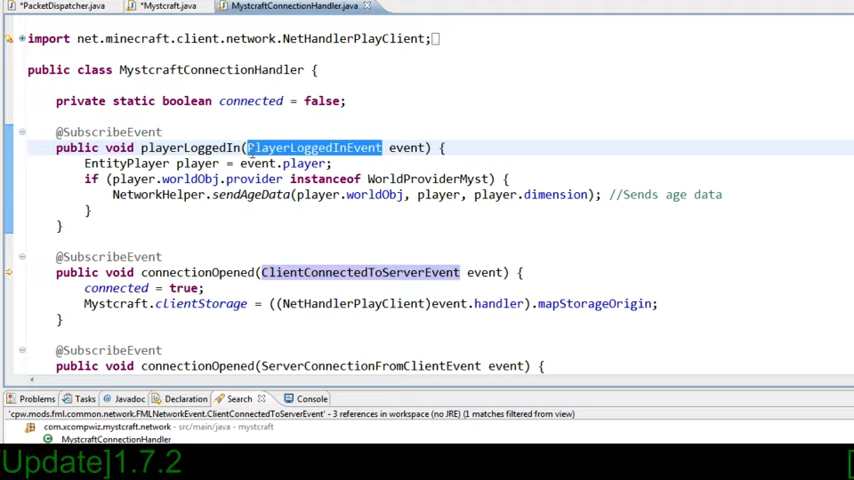 *PacketDispatcher.java *Mystcraft.java MystcraftConnectionHandler.java
import net.minecraft.client.network.NetHandlerPlayClient;
public class MystcraftConnectionHandler {
private static boolean connected = false;
@SubscribeEvent
public void playerLoggedIn(PlayerLoggedInEvent event) {
EntityPlayer player = event.player;
if (player.worldObj.provider instanceof WorldProviderMyst) {
NetworkHelper.sendAgeData(player.worldObj, player, player.dimension); //Sends age data
}
}
@SubscribeEvent
public void connectionOpened(ClientConnectedToServerEvent event) {
connected = true;
Mystcraft.clientStorage = ((NetHandlerPlayClient)event.handler).mapStorageOrigin;
}
@SubscribeEvent
public void connectionOpened(ServerConnectionFromClientEvent event) {
Problems Tasks Javadoc Declaration Search Console
'cpw.mods.fml.common.network.FMLNetworkEvent.ClientConnectedToServerEvent' - 3 references in workspace (no JRE) (1 matches filtered from view)
com.xcompwiz.mystcraft.network - src/main/java - mystcraft
MystcraftConnectionHandler
Update]1.7.2 [